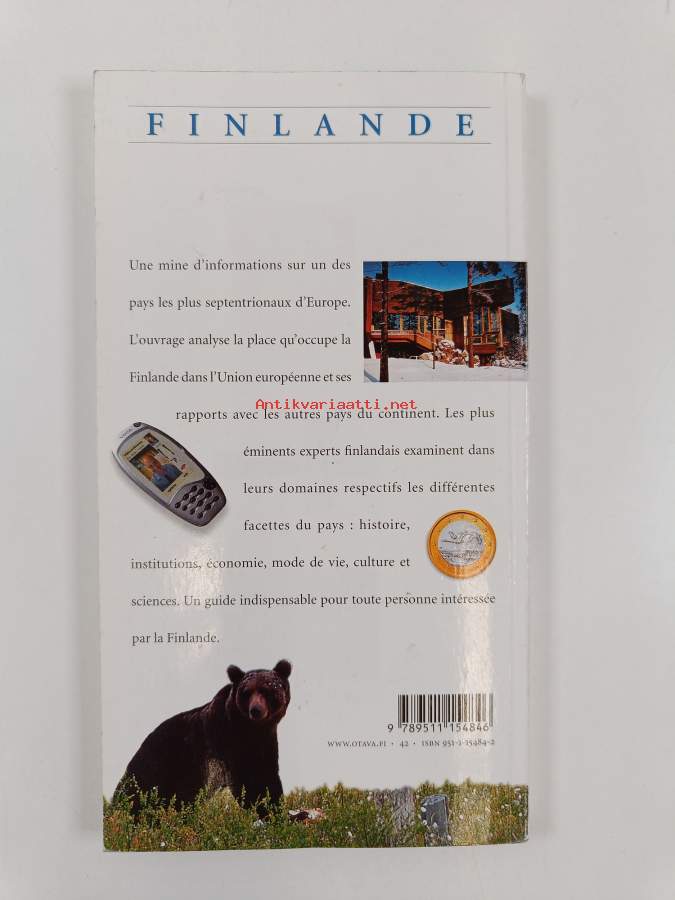 FINLANDE
Une mine d'informations sur un des
pays les plus septentrionaux d'Europe.
L'ouvrage analyse la place qu'occupe la
Finlande dans l'Union européenne et ses
Antikvariaatti.net
rapports avec les autres pays du continent. Les plus
éminents experts finlandais examinent dans
leurs domaines respectifs les différentes
facettes du pays : histoire,
institutions, économie, mode de vie, culture et
sciences. Un guide indispensable pour toute personne intéressée
par la Finlande.
9 789511 154846
WWW.OTAVA.FI • 42 • ISBN 951-1-15484-2